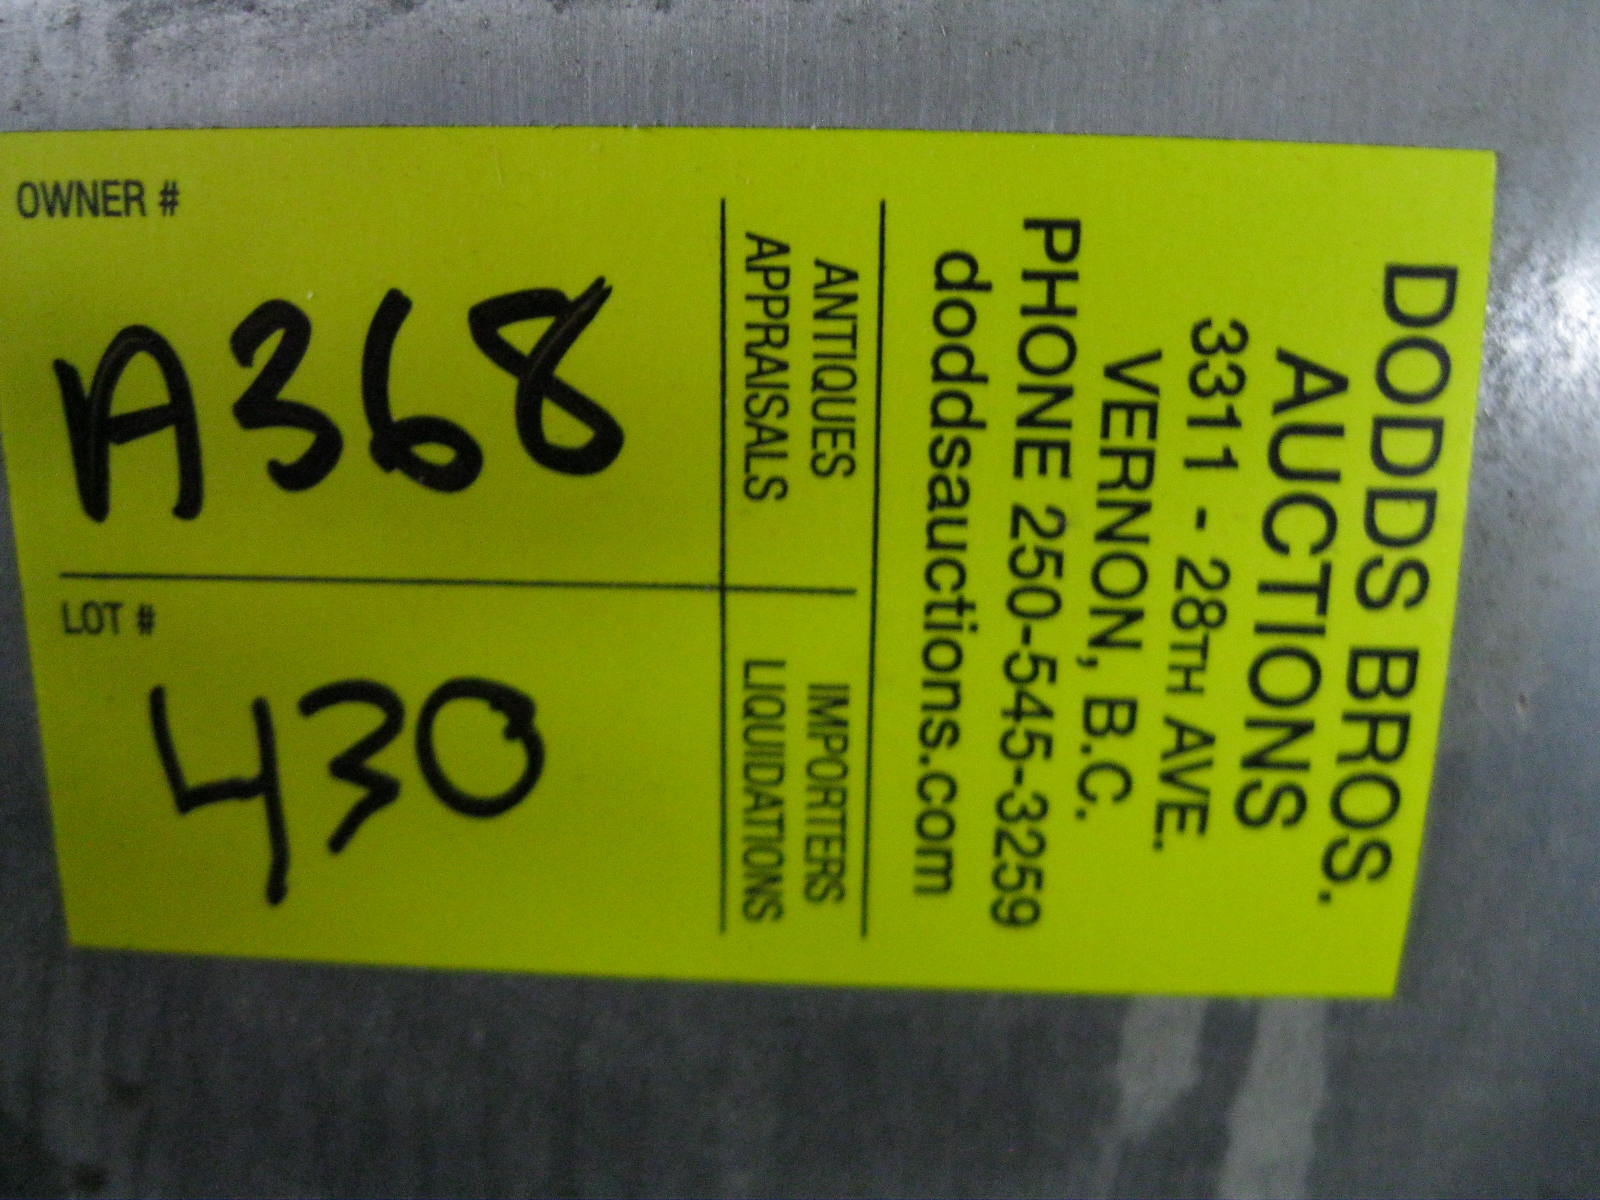 DODDS BROS.
AUCTIONS
3311 - 28TH AVE.
VERNON, B.C.
PHONE 250-545-3259
doddsauctions.com
ANTIQUES
APPRAISALS
IMPORTERS
LIQUIDATIONS
OWNER #
A368
LOT #
430